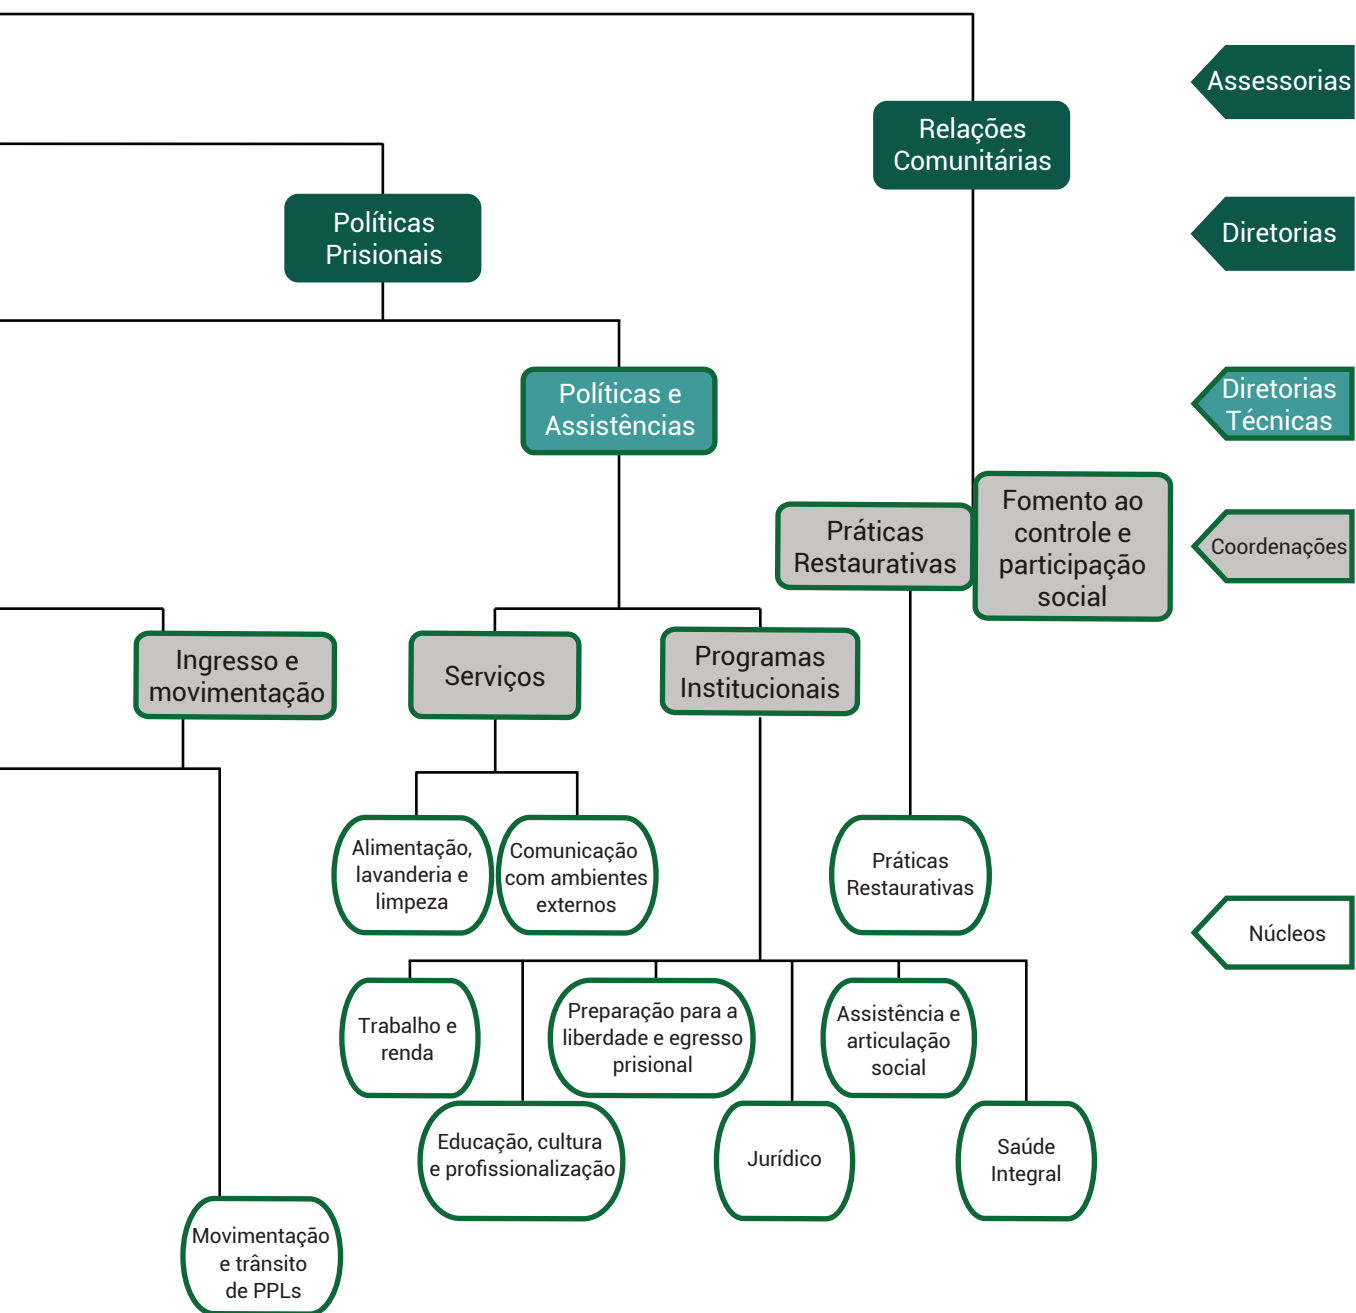 Assessorias
Relações
Comunitárias
Políticas
Prisionais
Diretorias
Políticas e
Assistências
Diretorias
Técnicas
Práticas
Restaurativas
Fomento ao
controle e
participação
social
Coordenações
Ingresso e
movimentação
Serviços
Programas
Institucionais
Alimentação,
lavanderia e
limpeza
Comunicação
com ambientes
externos
Práticas
Restaurativas
Núcleos
Trabalho e
renda
Preparação para a
liberdade e egresso
prisional
Assistência e
articulação
social
Educação, cultura
e profissionalização
Jurídico
Saúde
Integral
Movimentação
e trânsito
de PPLs